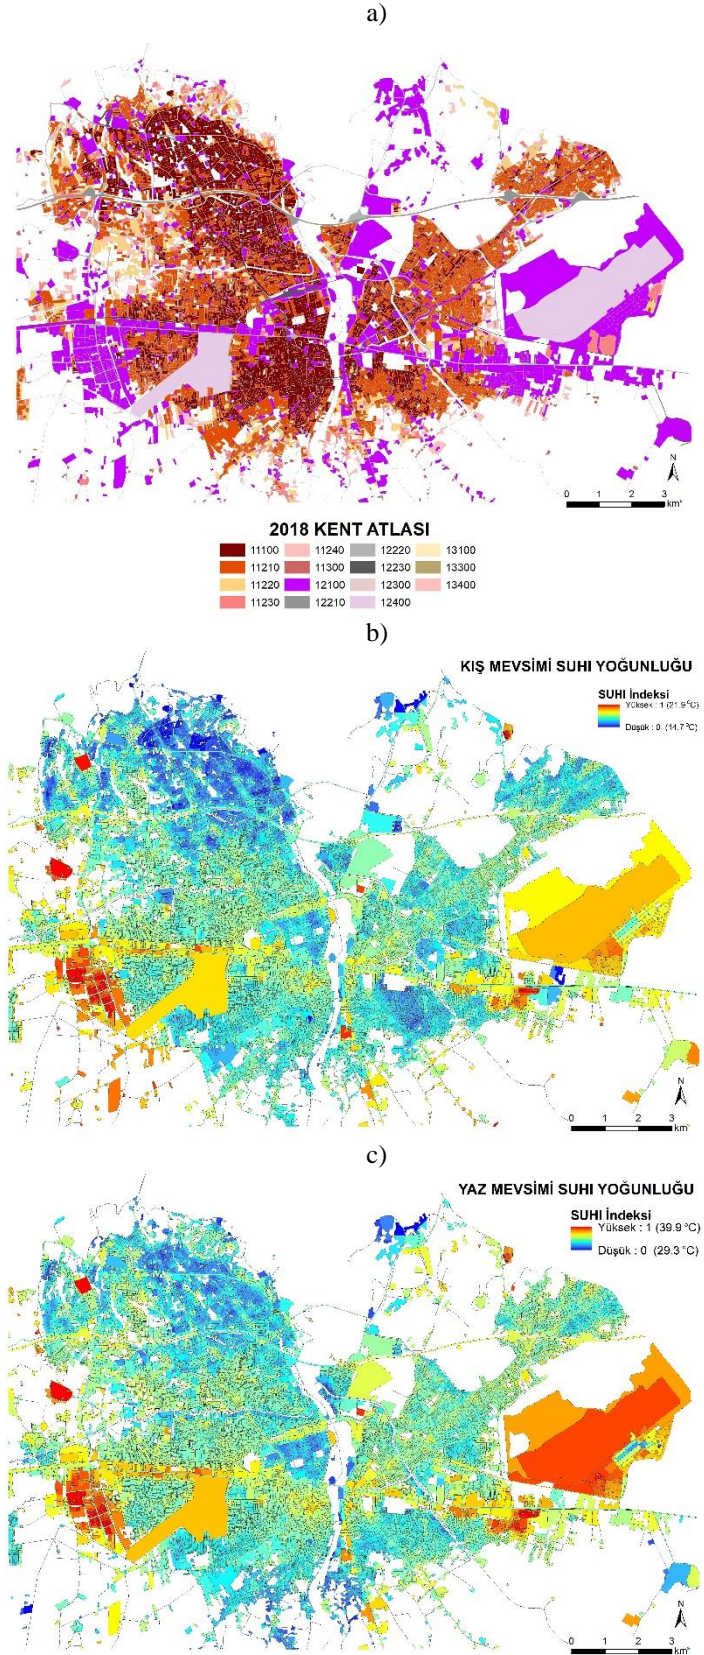 a)
N
0 1 2 3
km
2018 KENT ATLASI
11100 11240 12220 13100
11210 11300 12230 13300
11220 12100 12300 13400
11230 12210 12400
b)
KIŞ MEVSİMİ SUHI YOĞUNLUĞU
SUHI İndeksi
Yüksek : 1 (21.9 °C)
Düşük : 0 (14.7 °C)
N
0 1 2 3
km
c)
YAZ MEVSİMİ SUHI YOĞUNLUĞU
SUHI İndeksi
Yüksek : 1 (39.9 °C)
Düşük : 0 (29.3 °C)
N
0 1 2 3
km